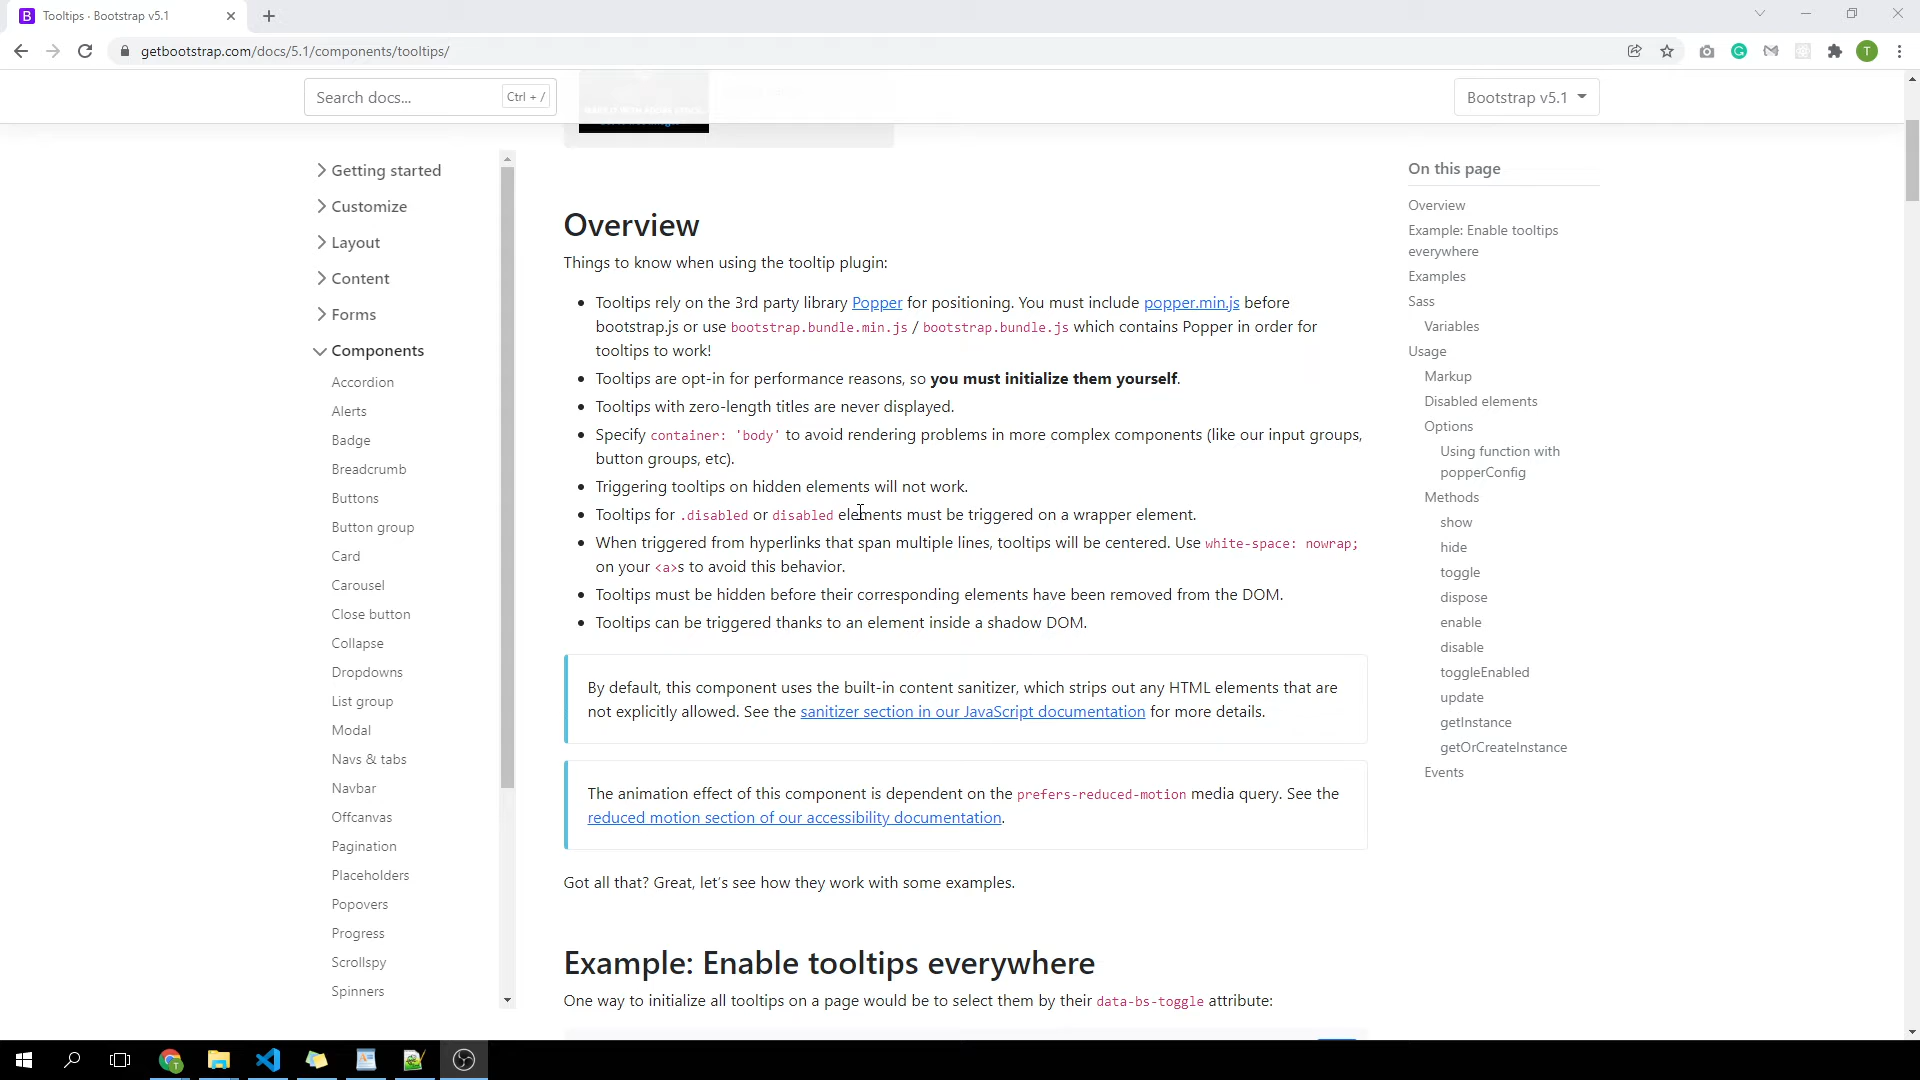 Tooltips · Bootstrap v5.1
getbootstrap.com/docs/5.1/components/tooltips/
T
Search docs...
Ctrl + /
Bootstrap v5.1
Getting started
Customize
Layout
Content
Forms
Components
Accordion
Alerts
Badge
Breadcrumb
Buttons
Button group
Card
Carousel
Close button
Collapse
Dropdowns
List group
Modal
Navs & tabs
Navbar
Offcanvas
Pagination
Placeholders
Popovers
Progress
Scrollspy
Spinners
Overview
Things to know when using the tooltip plugin:
Tooltips rely on the 3rd party library Popper for positioning. You must include popper.min.js before
bootstrap.js or use bootstrap.bundle.min.js / bootstrap.bundle.js which contains Popper in order for
tooltips to work!
Tooltips are opt-in for performance reasons, so you must initialize them yourself.
Tooltips with zero-length titles are never displayed.
Specify container: 'body' to avoid rendering problems in more complex components (like our input groups,
button groups, etc).
Triggering tooltips on hidden elements will not work.
Tooltips for .disabled or disabled elements must be triggered on a wrapper element.
When triggered from hyperlinks that span multiple lines, tooltips will be centered. Use white-space: nowrap;
on your <a>s to avoid this behavior.
Tooltips must be hidden before their corresponding elements have been removed from the DOM.
Tooltips can be triggered thanks to an element inside a shadow DOM.
By default, this component uses the built-in content sanitizer, which strips out any HTML elements that are
not explicitly allowed. See the sanitizer section in our JavaScript documentation for more details.
The animation effect of this component is dependent on the prefers-reduced-motion media query. See the
reduced motion section of our accessibility documentation.
Got all that? Great, let's see how they work with some examples.
Example: Enable tooltips everywhere
One way to initialize all tooltips on a page would be to select them by their data-bs-toggle attribute:
On this page
Overview
Example: Enable tooltips
everywhere
Examples
Sass
Variables
Usage
Markup
Disabled elements
Options
Using function with
popperConfig
Methods
show
hide
toggle
dispose
enable
disable
toggleEnabled
update
getInstance
getOrCreateInstance
Events